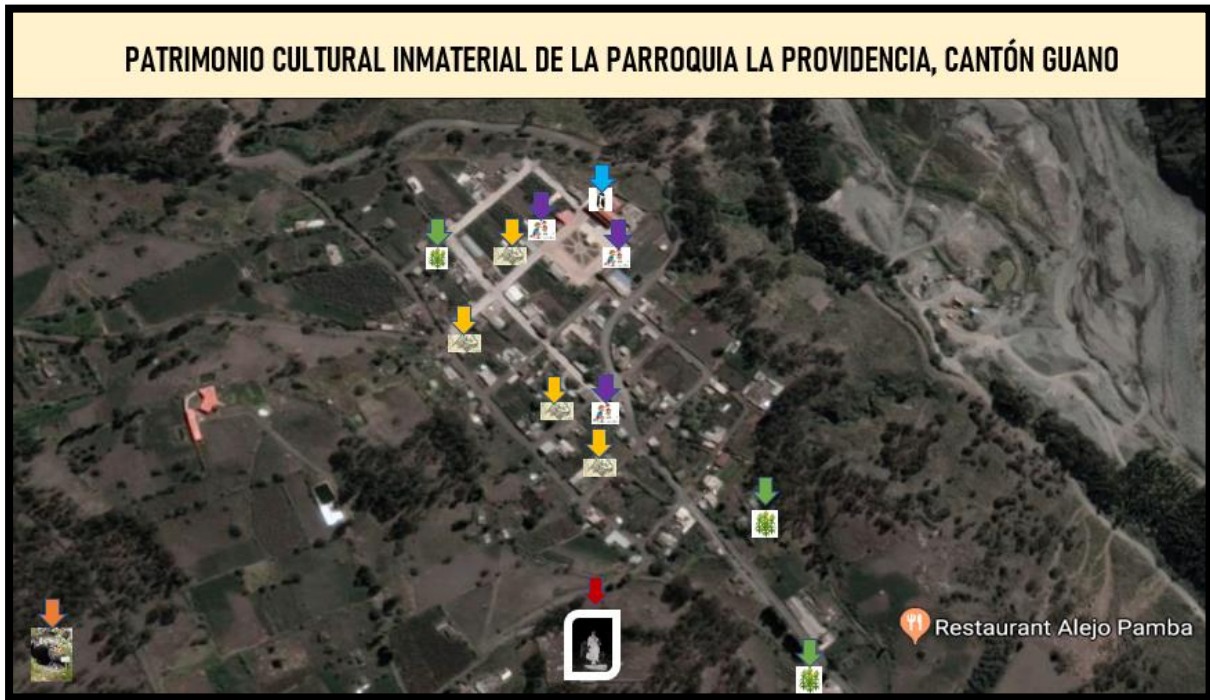 PATRIMONIO CULTURAL INMATERIAL DE LA PARROQUIA LA PROVIDENCIA, CANTÓN GUANO
Restaurant Alejo Pamba